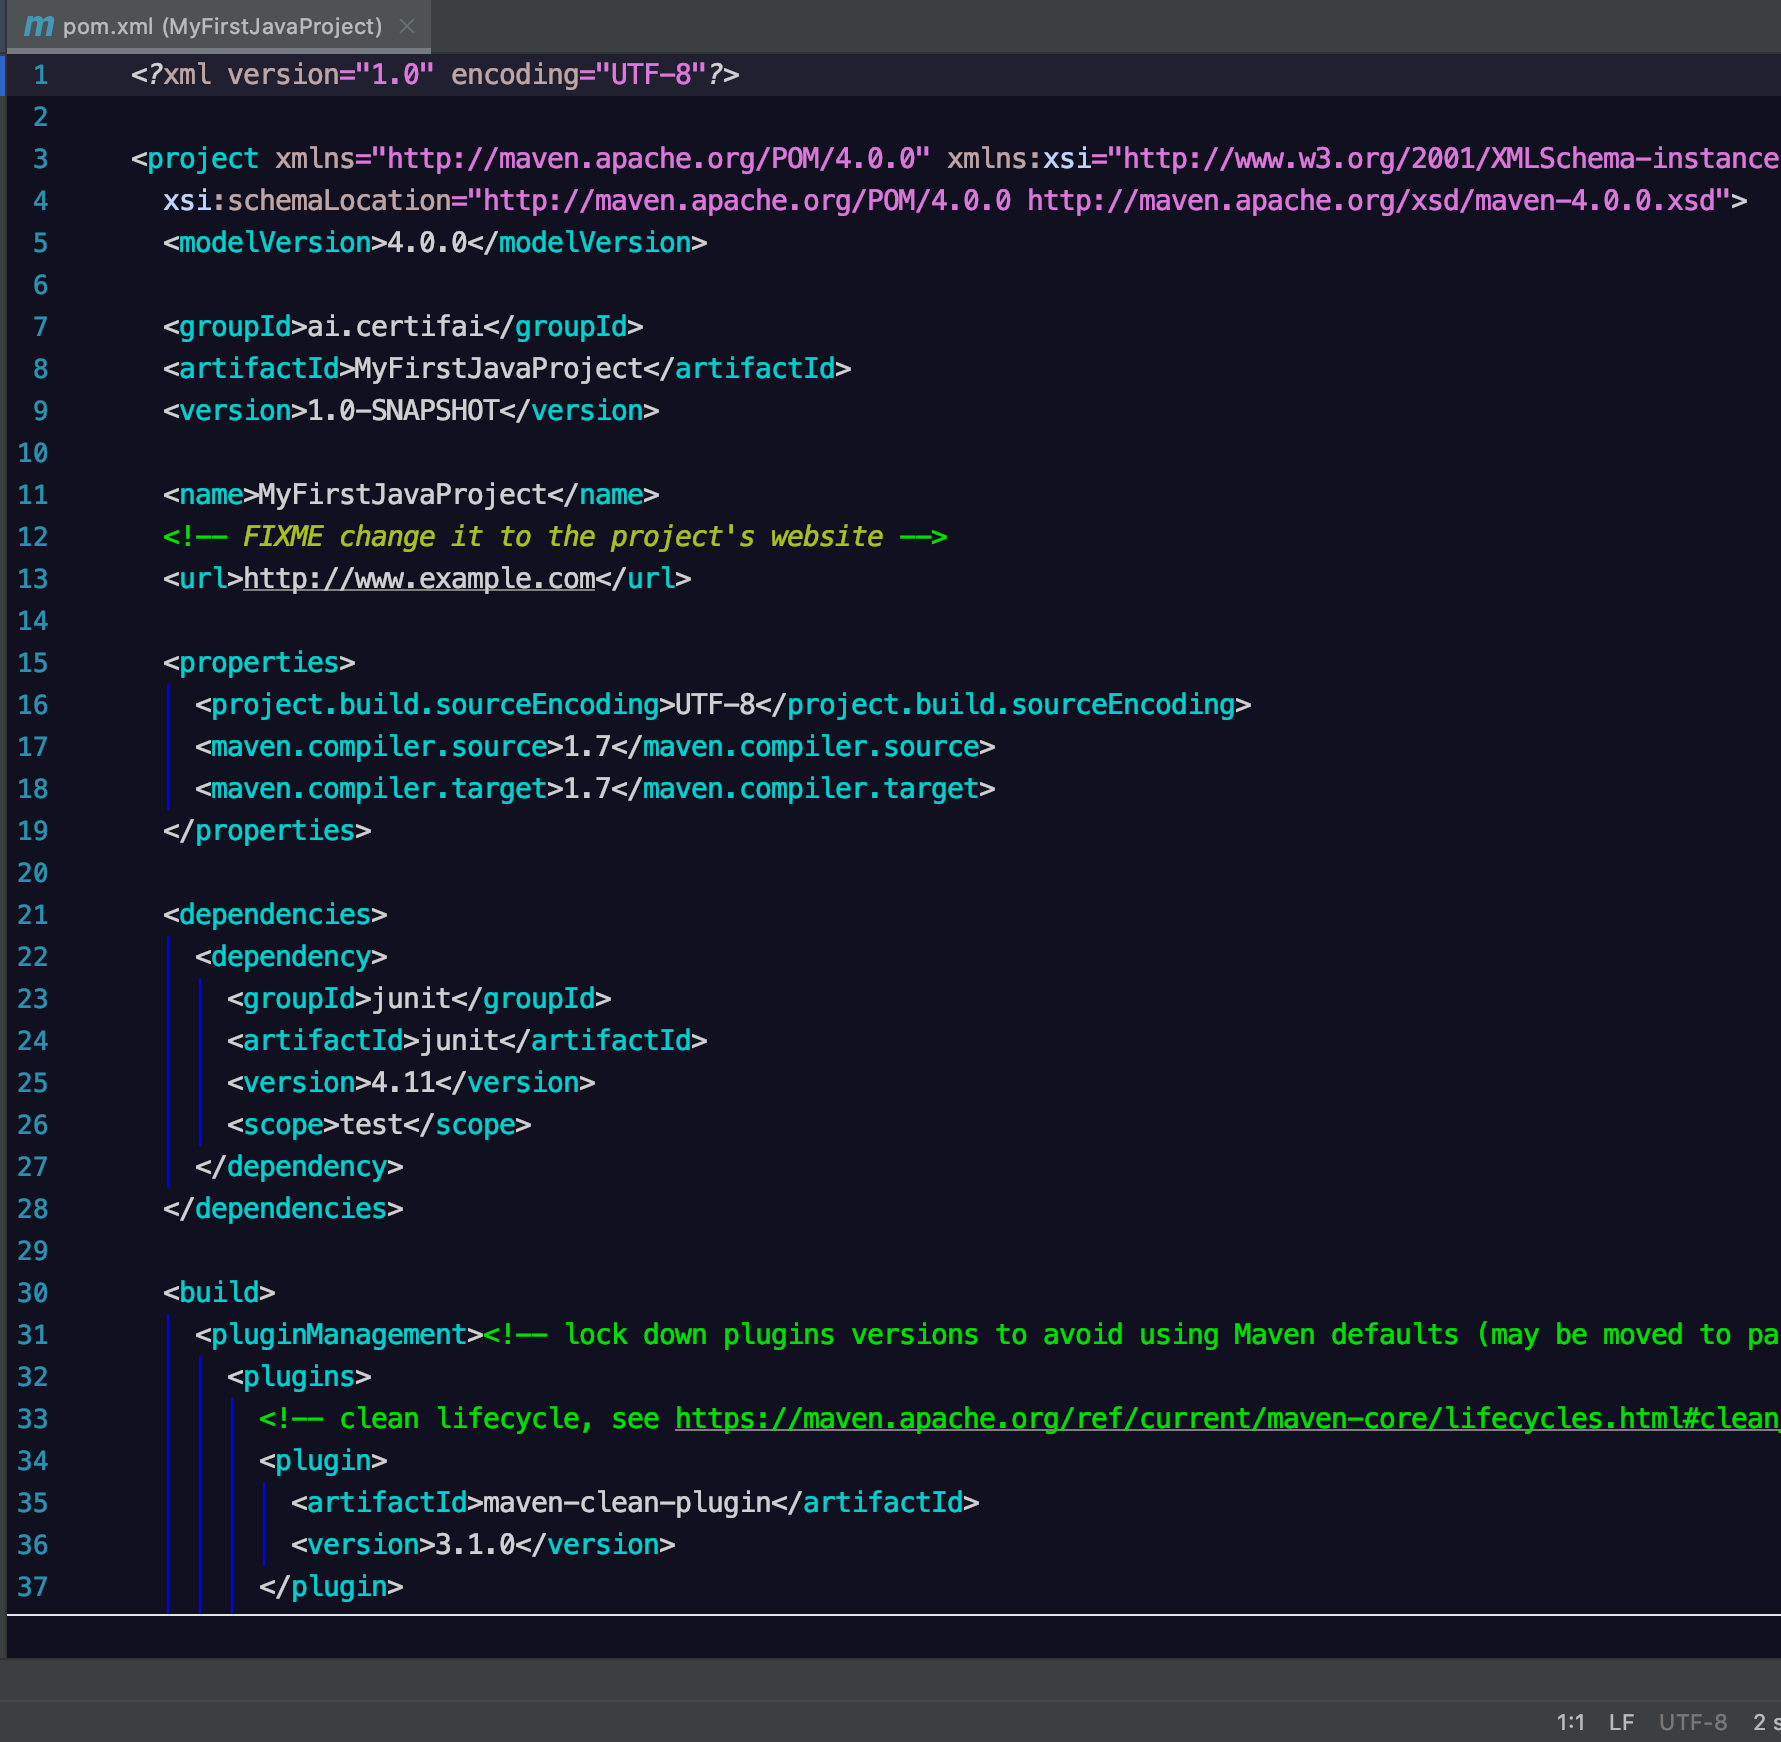 m pom.xml (MyFirstJavaProject) ×
1 <?xml version="1.0" encoding="UTF-8"?>
2
3 <project xmlns="http://maven.apache.org/POM/4.0.0" xmlns:xsi="http://www.w3.org/2001/XMLSchema-instance
4 xsi:schemaLocation="http://maven.apache.org/POM/4.0.0 http://maven.apache.org/xsd/maven-4.0.0.xsd">
5 <modelVersion>4.0.0</modelVersion>
6
7 <groupId>ai.certifai</groupId>
8 <artifactId>MyFirstJavaProject</artifactId>
9 <version>1.0-SNAPSHOT</version>
10
11 <name>MyFirstJavaProject</name>
12 <!-- FIXME change it to the project's website -->
13 <url>http://www.example.com</url>
14
15 <properties>
16 <project.build.sourceEncoding>UTF-8</project.build.sourceEncoding>
17 <maven.compiler.source>1.7</maven.compiler.source>
18 <maven.compiler.target>1.7</maven.compiler.target>
19 </properties>
20
21 <dependencies>
22 <dependency>
23 <groupId>junit</groupId>
24 <artifactId>junit</artifactId>
25 <version>4.11</version>
26 <scope>test</scope>
27 </dependency>
28 </dependencies>
29
30 <build>
31 <pluginManagement><!-- lock down plugins versions to avoid using Maven defaults (may be moved to pa
32 <plugins>
33 <!-- clean lifecycle, see https://maven.apache.org/ref/current/maven-core/lifecycles.html#clean_
34 <plugin>
35 <artifactId>maven-clean-plugin</artifactId>
36 <version>3.1.0</version>
37 </plugin>
1:1 LF UTF-8 2 s